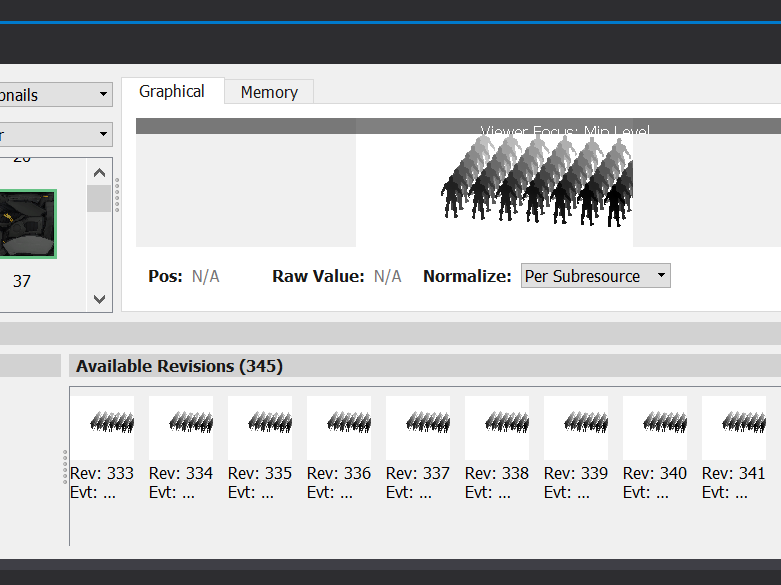 bnails
Graphical
Memory
r
Viewer Focus: Mip Level
37
Pos: N/A
Raw Value: N/A
Normalize:
Per Subresource
Available Revisions (345)
Rev: 333
Evt: ...
Rev: 334
Evt: ...
Rev: 335
Evt: ...
Rev: 336
Evt: ...
Rev: 337
Evt: ...
Rev: 338
Evt: ...
Rev: 339
Evt: ...
Rev: 340
Evt: ...
Rev: 341
Evt: ...